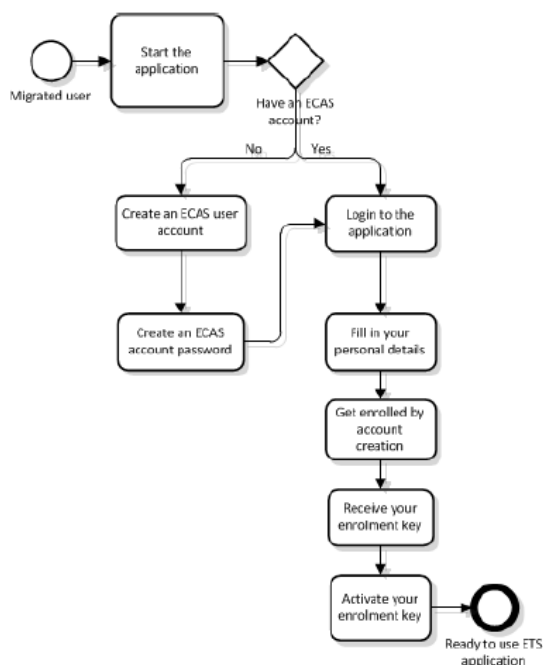 Start the
application
Migrated user
Have an ECAS
account?
No
Yes
Create an ECAS user
account
Login to the
application
Create an ECAS
account password
Fill in your
personal details
Get enrolled by
account
creation
Receive your
enrolment key
Activate your
enrolment key
Ready to use ETS
application